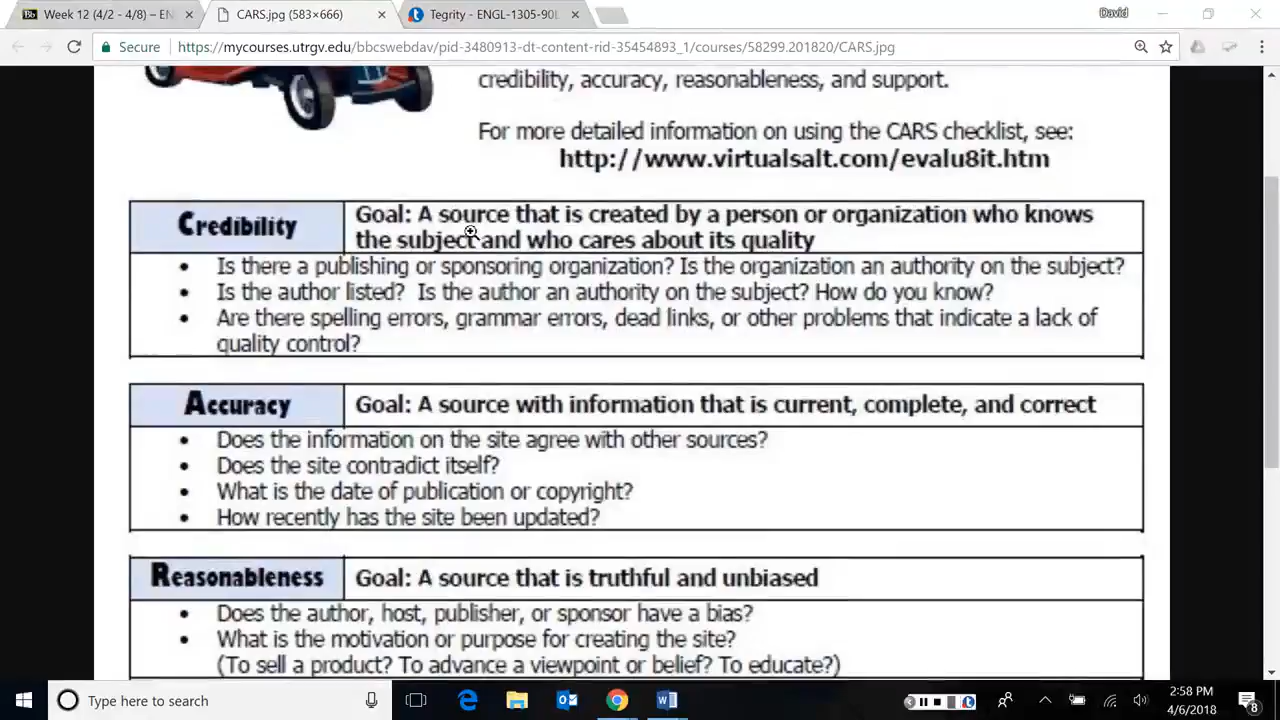 Week 12 (4/2 - 4/8) – EN
CARS.jpg (583×666)
Tegrity - ENGL-1305-90L
David
Secure
https://mycourses.utrgv.edu/bbcswebdav/pid-3480913-dt-content-rid-35454893_1/courses/58299.201820/CARS.jpg
credibility, accuracy, reasonableness, and support.
For more detailed information on using the CARS checklist, see:
http://www.virtualsalt.com/evalu8it.htm
Credibility
Goal: A source that is created by a person or organization who knows
the subject and who cares about its quality
• Is there a publishing or sponsoring organization? Is the organization an authority on the subject?
• Is the author listed? Is the author an authority on the subject? How do you know?
• Are there spelling errors, grammar errors, dead links, or other problems that indicate a lack of
quality control?
Accuracy
Goal: A source with information that is current, complete, and correct
• Does the information on the site agree with other sources?
• Does the site contradict itself?
• What is the date of publication or copyright?
• How recently has the site been updated?
Reasonableness
Goal: A source that is truthful and unbiased
• Does the author, host, publisher, or sponsor have a bias?
• What is the motivation or purpose for creating the site?
(To sell a product? To advance a viewpoint or belief? To educate?)
Type here to search
2:58 PM
4/6/2018
8